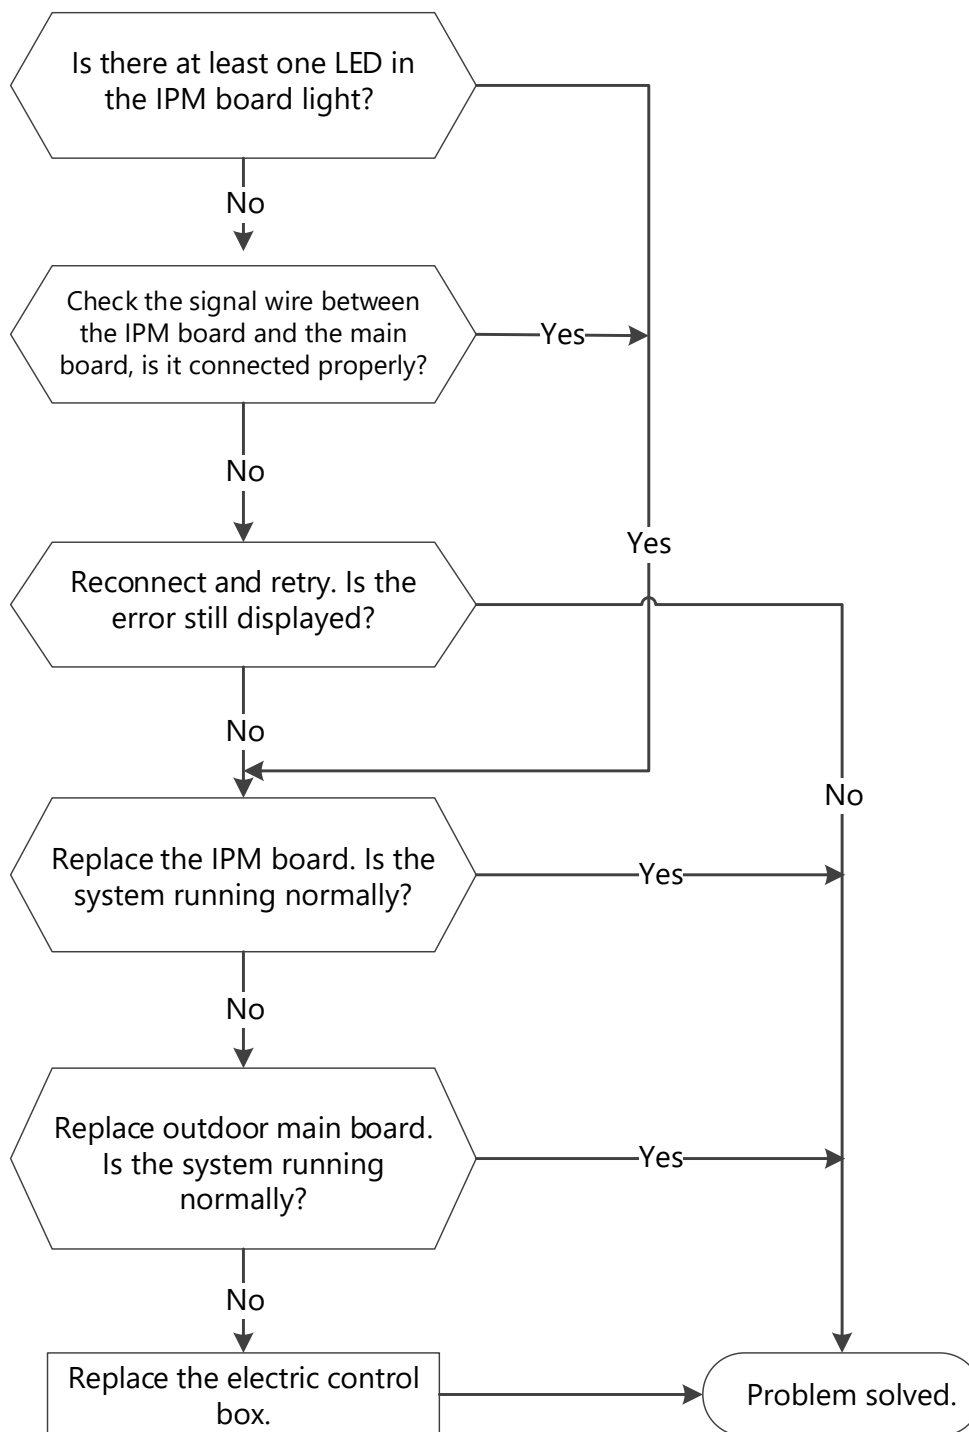 Is there at least one LED in
the IPM board light?
No
Check the signal wire between
the IPM board and the main
board, is it connected properly?
Yes
No
Yes
Reconnect and retry. Is the
error still displayed?
No
No
Replace the IPM board. Is the
system running normally?
Yes
No
Replace outdoor main board.
Is the system running
normally?
Yes
No
Replace the electric control
box.
Problem solved.